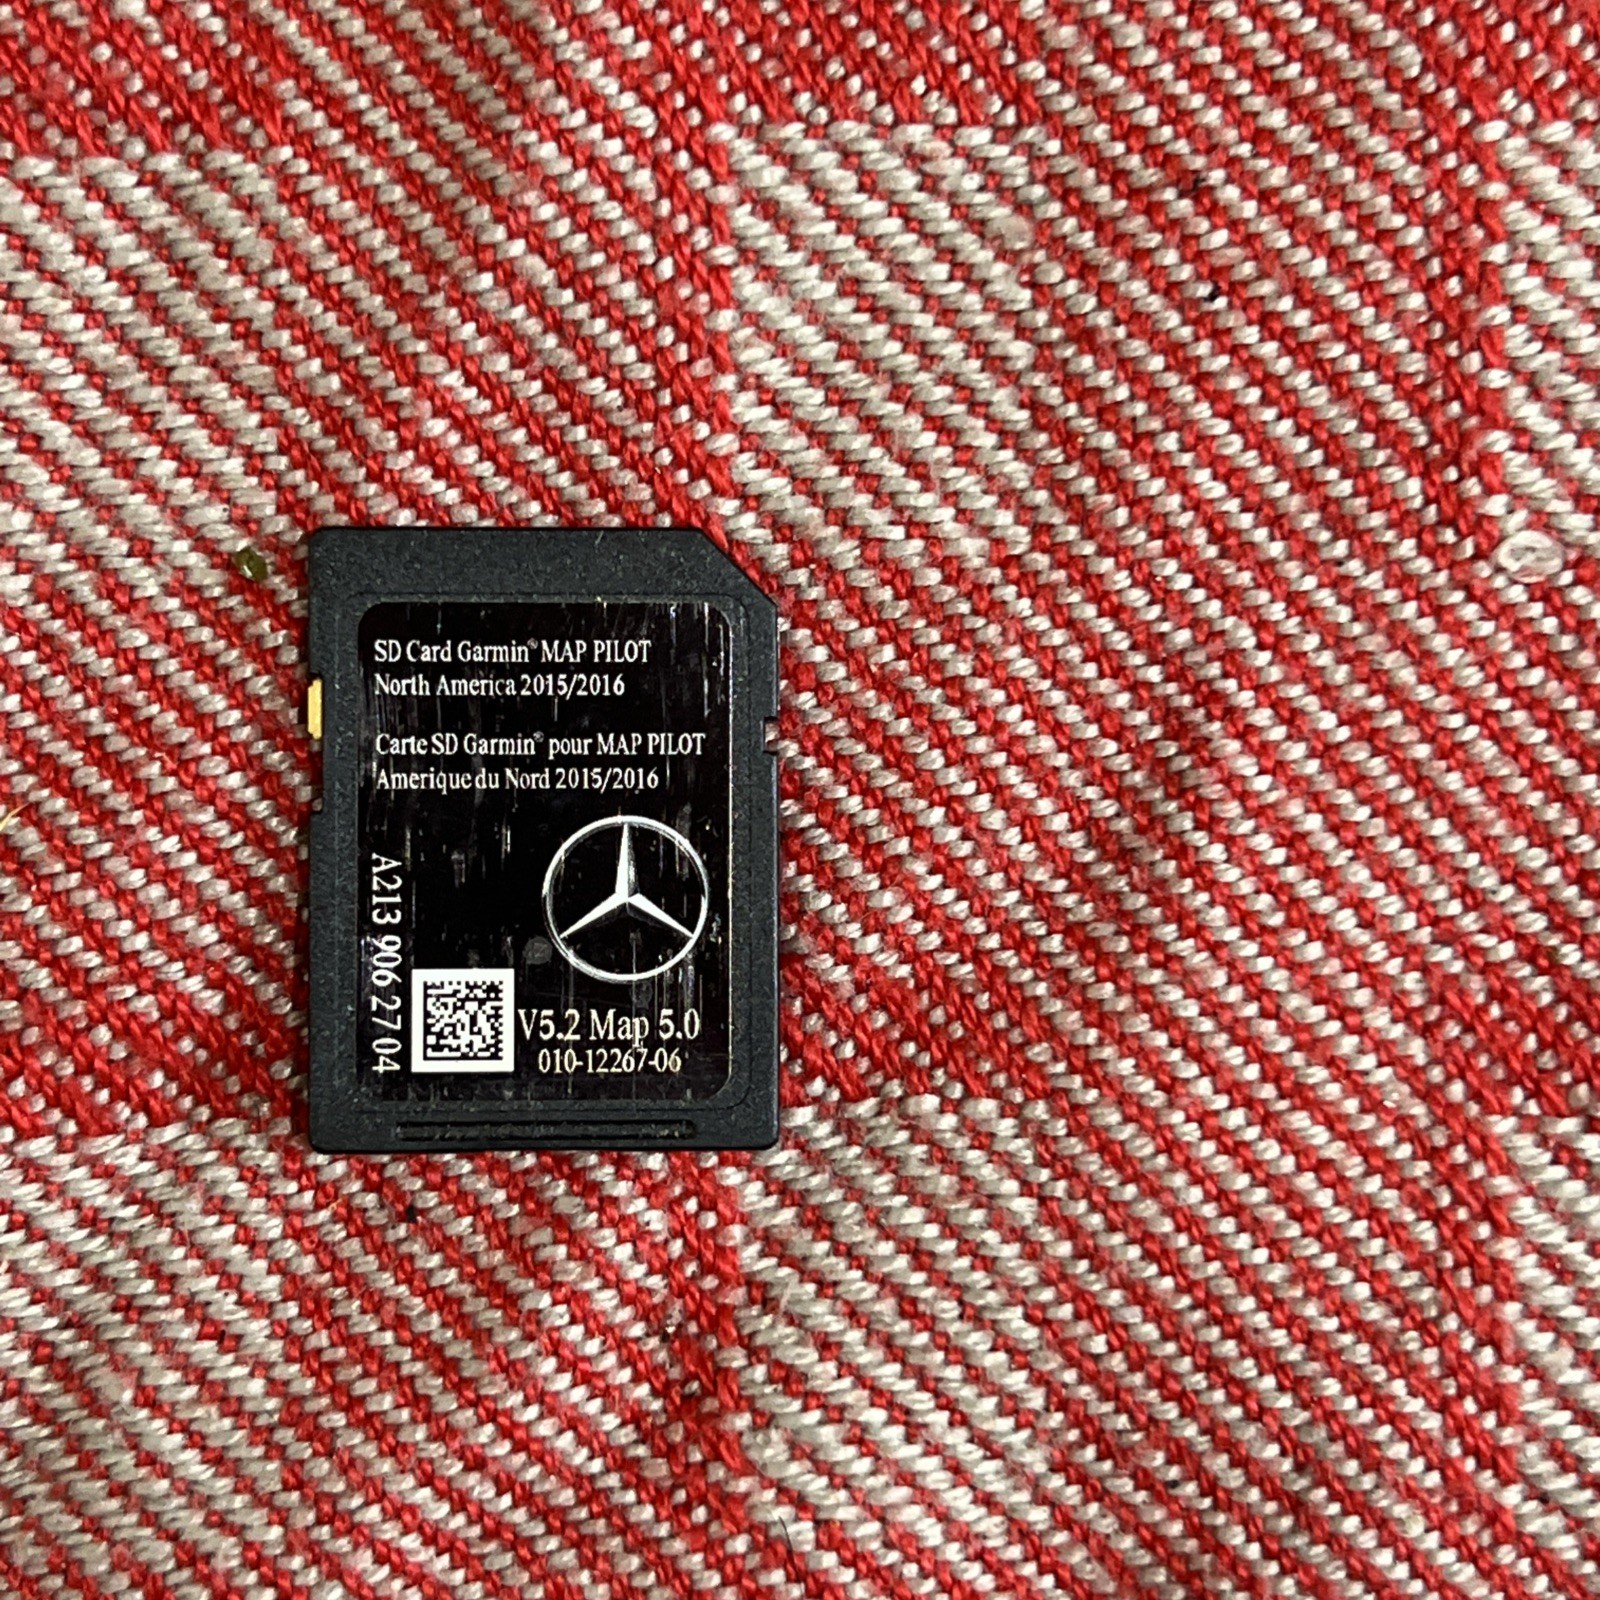 SD Card Garmin® MAP PILOT
North America 2015/2016
Carte SD Garmin® pour MAP PILOT
Amerique du Nord 2015/2016
A213 906 27 04
V5.2 Map 5.0
010-12267-06